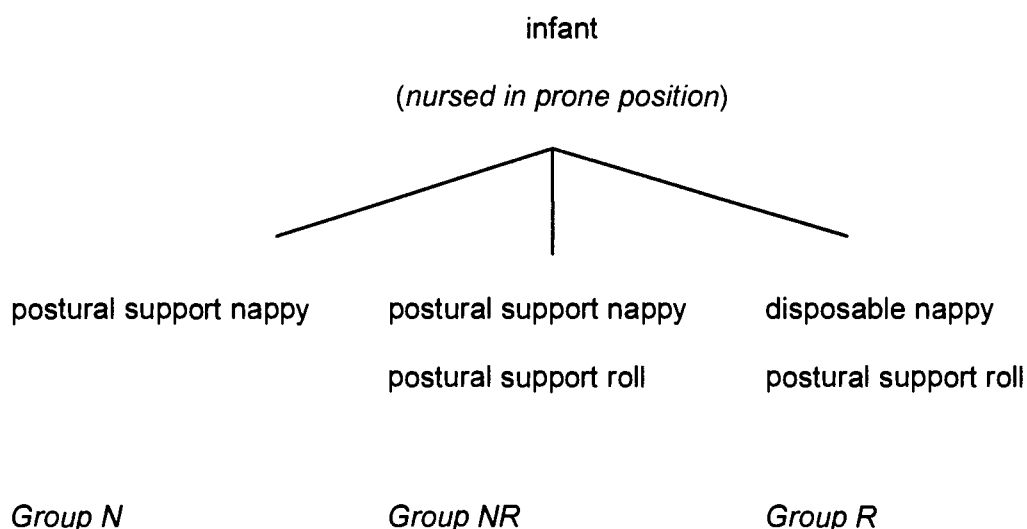 infant
(nursed in prone position)
postural support nappy postural support nappy disposable nappy
postural support roll postural support roll
Group N Group NR Group R